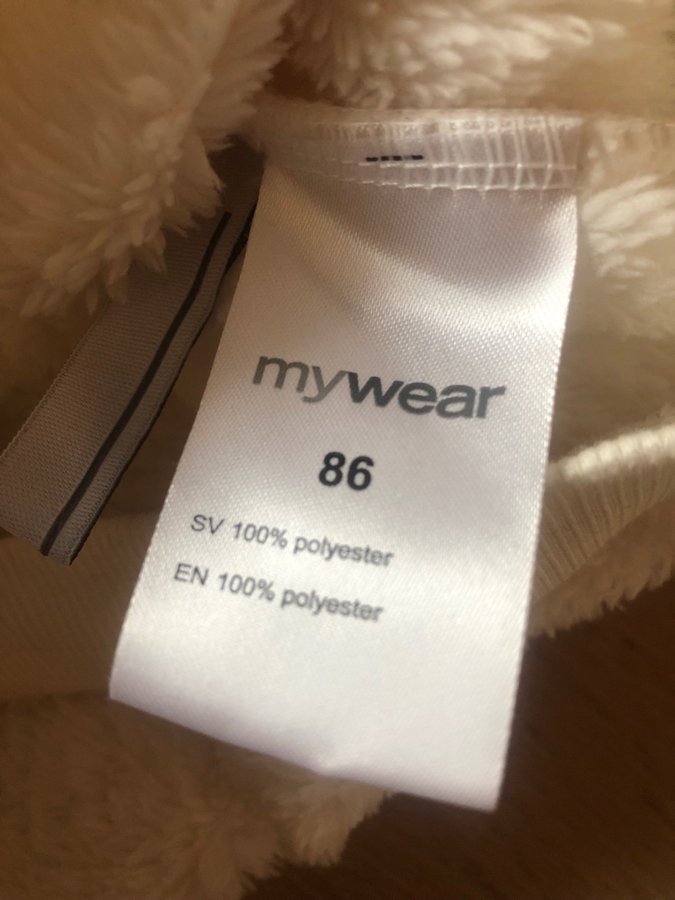 mywear
86
SV 100% polyester
EN 100% polyester